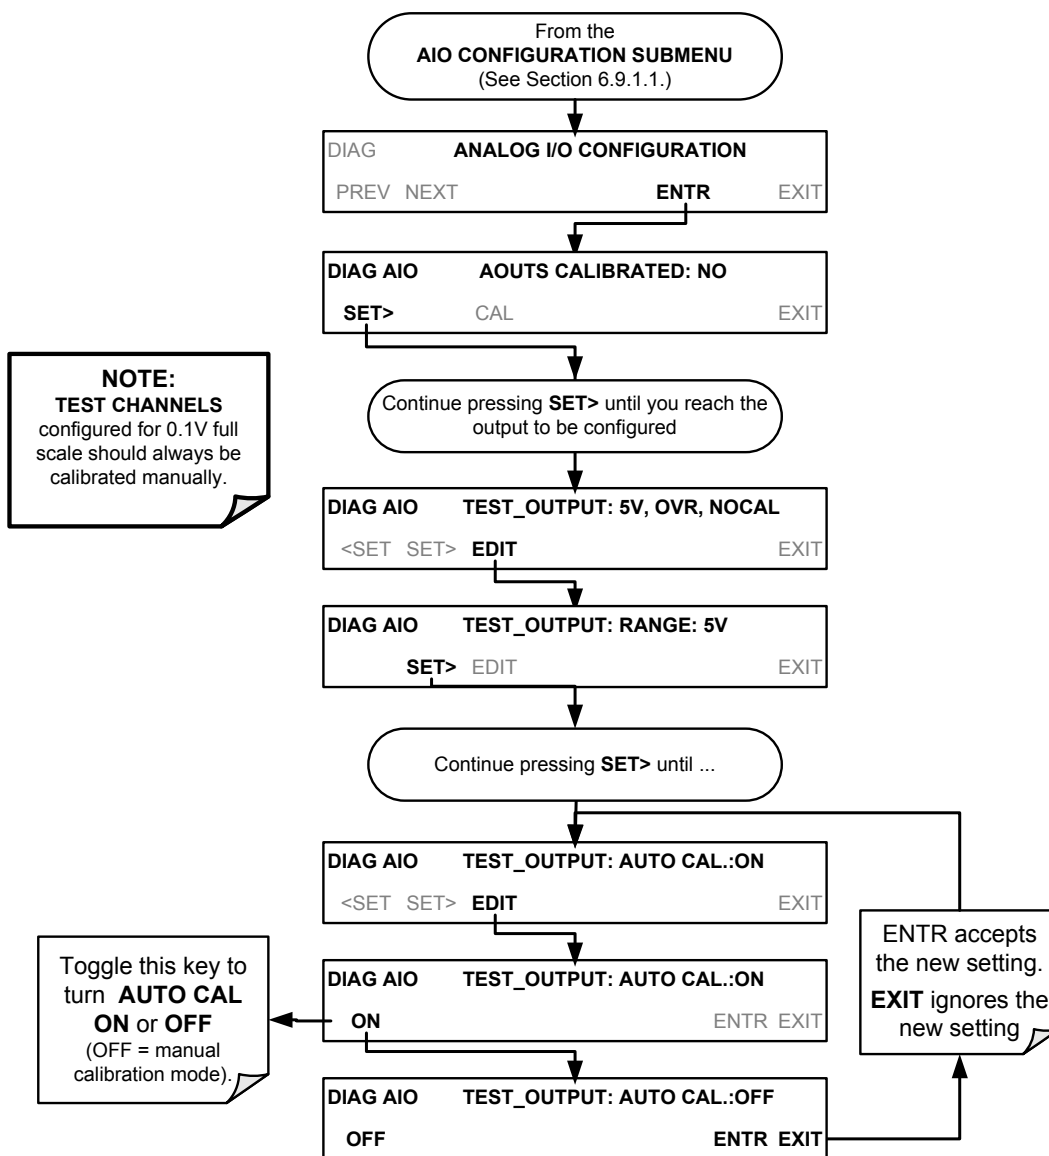 From the
AIO CONFIGURATION SUBMENU
(See Section 6.9.1.1.)
DIAG ANALOG I/O CONFIGURATION
PREV NEXT ENTR EXIT
DIAG AIO AOUTS CALIBRATED: NO
SET> CAL EXIT
NOTE:
TEST CHANNELS
configured for 0.1V full
scale should always be
calibrated manually.
Continue pressing SET> until you reach the
output to be configured
DIAG AIO TEST_OUTPUT: 5V, OVR, NOCAL
<SET SET> EDIT EXIT
DIAG AIO TEST_OUTPUT: RANGE: 5V
SET> EDIT EXIT
Continue pressing SET> until ...
DIAG AIO TEST_OUTPUT: AUTO CAL.:ON
<SET SET> EDIT EXIT
ENTR accepts
the new setting.
EXIT ignores the
new setting
Toggle this key to
turn AUTO CAL
ON or OFF
(OFF = manual
calibration mode).
DIAG AIO TEST_OUTPUT: AUTO CAL.:ON
ON ENTR EXIT
DIAG AIO TEST_OUTPUT: AUTO CAL.:OFF
OFF ENTR EXIT